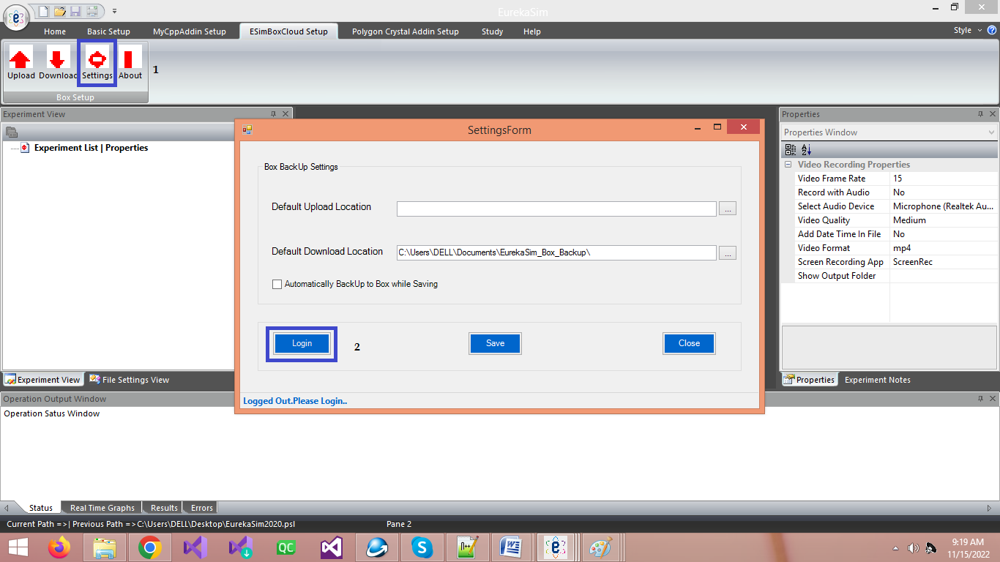 EurekaSim
Home Basic Setup MyCppAddin Setup ESimBoxCloud Setup Polygon Crystal Addin Setup Study Help Style
Upload Download Settings About 1
Box Setup
Experiment View
Experiment List | Properties
SettingsForm
Box BackUp Settings
Default Upload Location ...
Default Download Location C:\Users\DELL\Documents\EurekaSim_Box_Backup\ ...
Automatically BackUp to Box while Saving
Login 2 Save Close
Logged Out.Please Login..
Properties
Properties Window
Video Recording Properties
Video Frame Rate 15
Record with Audio No
Select Audio Device Microphone (Realtek Au...
Video Quality Medium
Add Date Time In File No
Video Format mp4
Screen Recording App ScreenRec
Show Output Folder
Experiment View File Settings View
Properties Experiment Notes
Operation Output Window
Operation Satus Window
Status Real Time Graphs Results Errors
Current Path =>| Previous Path =>C:\Users\DELL\Desktop\EurekaSim2020.psl Pane 2
QC
9:19 AM
11/15/2022